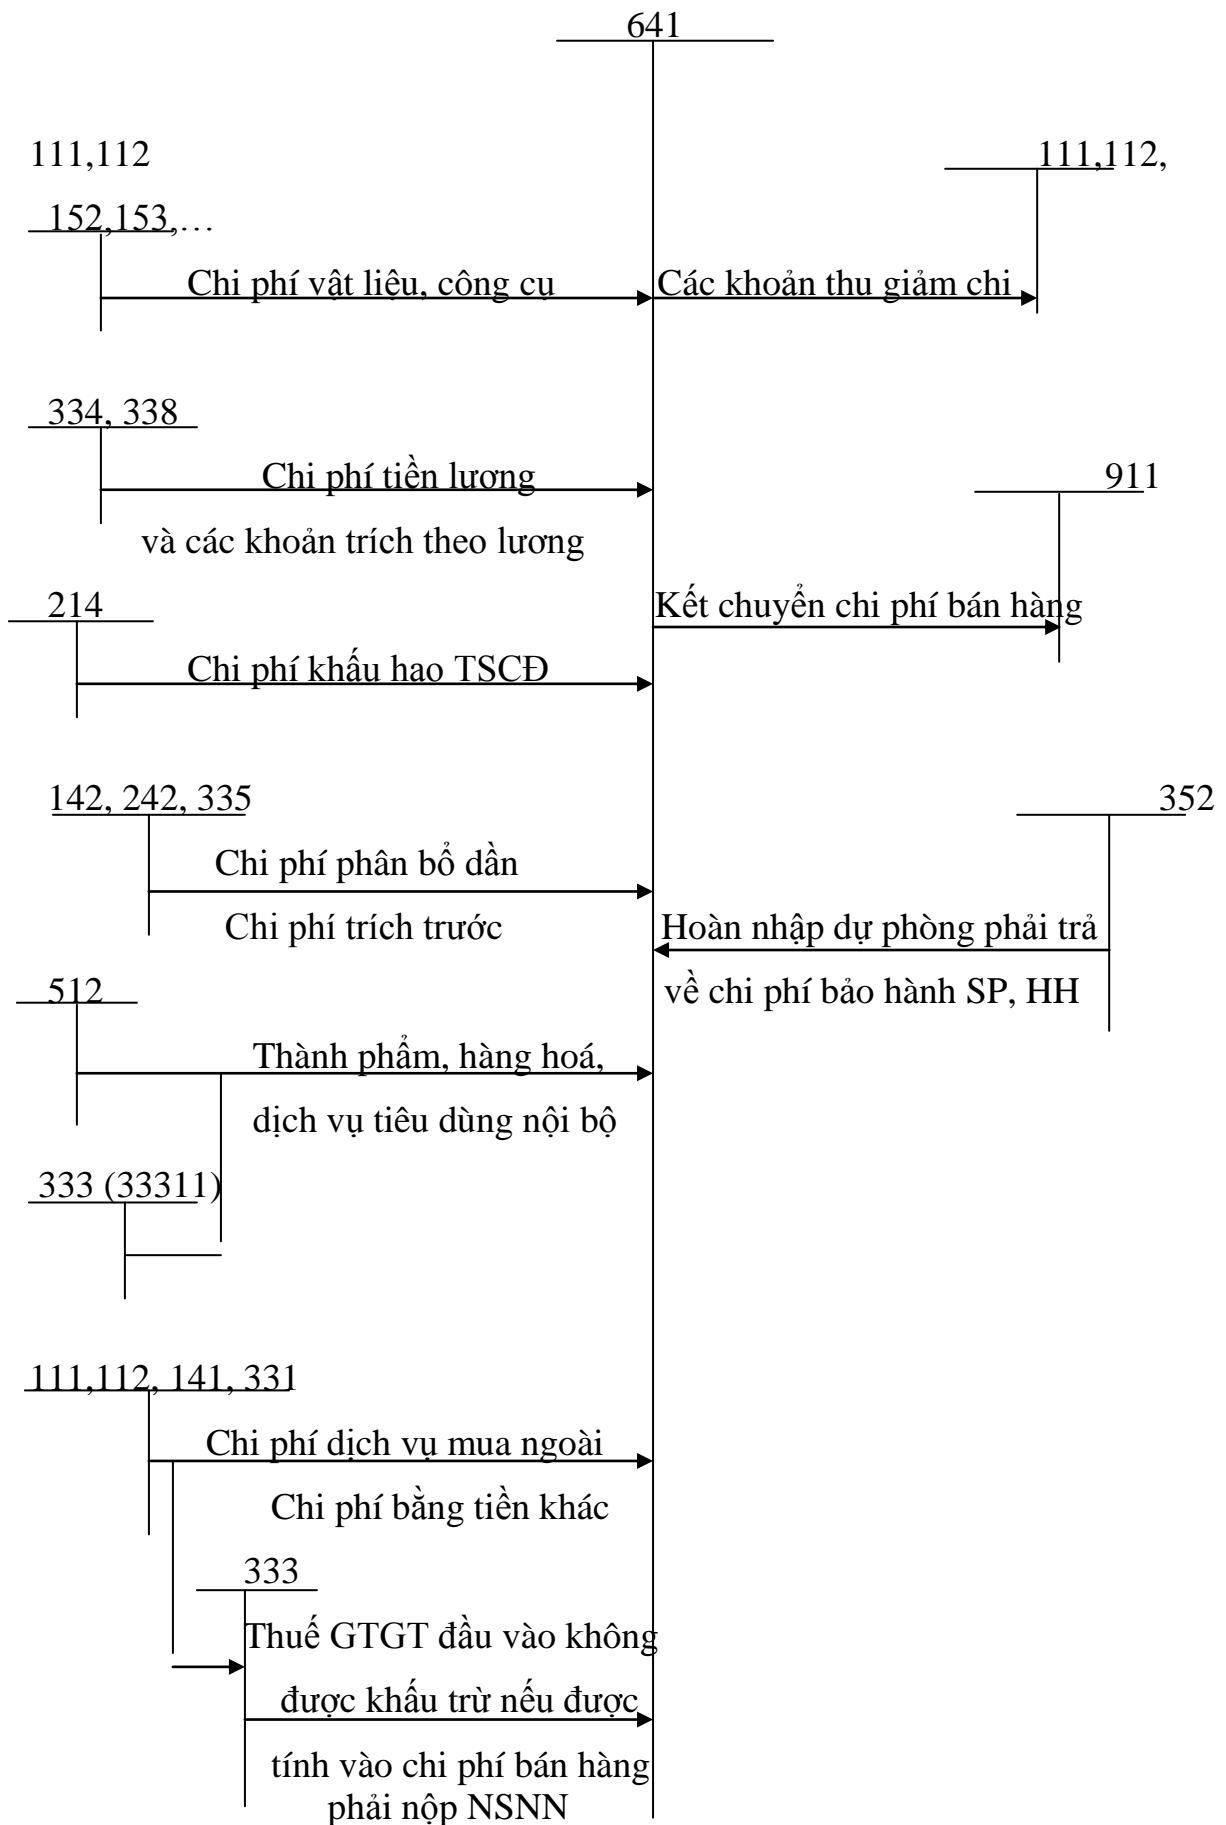 641
111,112
111,112,
152,153,…
Chi phí vật liệu, công cụ
Các khoản thu giảm chi
334, 338
Chi phí tiền lương
911
và các khoản trích theo lương
214
Kết chuyển chi phí bán hàng
Chi phí khấu hao TSCĐ
142, 242, 335
352
Chi phí phân bổ dần
Chi phí trích trước
Hoàn nhập dự phòng phải trả
512
về chi phí bảo hành SP, HH
Thành phẩm, hàng hoá,
dịch vụ tiêu dùng nội bộ
333 (33311)
111,112, 141, 331
Chi phí dịch vụ mua ngoài
Chi phí bằng tiền khác
333
Thuế GTGT đầu vào không
được khấu trừ nếu được
tính vào chi phí bán hàng
phải nộp NSNN